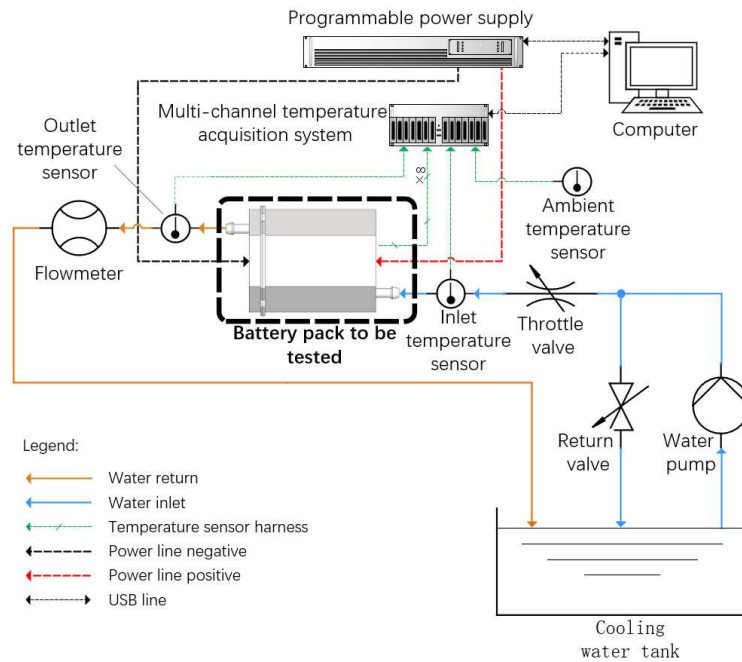 Programmable power supply
Multi-channel temperature
acquisition system
Computer
Outlet
temperature
sensor
8×
Ambient
temperature
sensor
Flowmeter
Battery pack to be
tested
Inlet
temperature
sensor
Throttle
valve
Return
valve
Water
pump
Legend:
Water return
Water inlet
Temperature sensor harness
Power line negative
Power line positive
USB line
Cooling
water tank